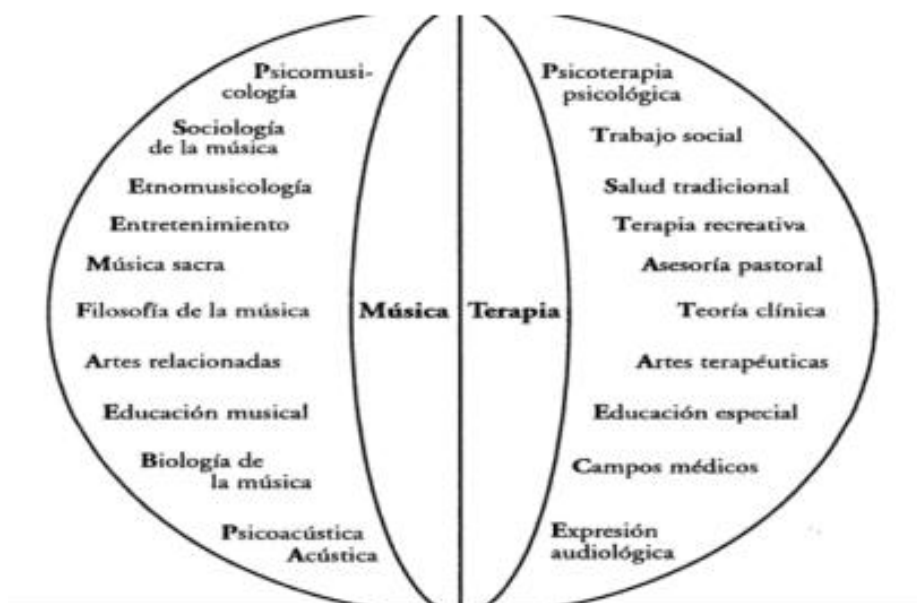 Psicomusi-
cología
Sociología
de la música
Etnomusicología
Entretenimiento
Música sacra
Filosofía de la música
Artes relacionadas
Educación musical
Biología de
la música
Psicoacústica
Acústica
Música
Terapia
Psicoterapia
psicológica
Trabajo social
Salud tradicional
Terapia recreativa
Asesoría pastoral
Teoría clínica
Artes terapéuticas
Educación especial
Campos médicos
Expresión
audiológica